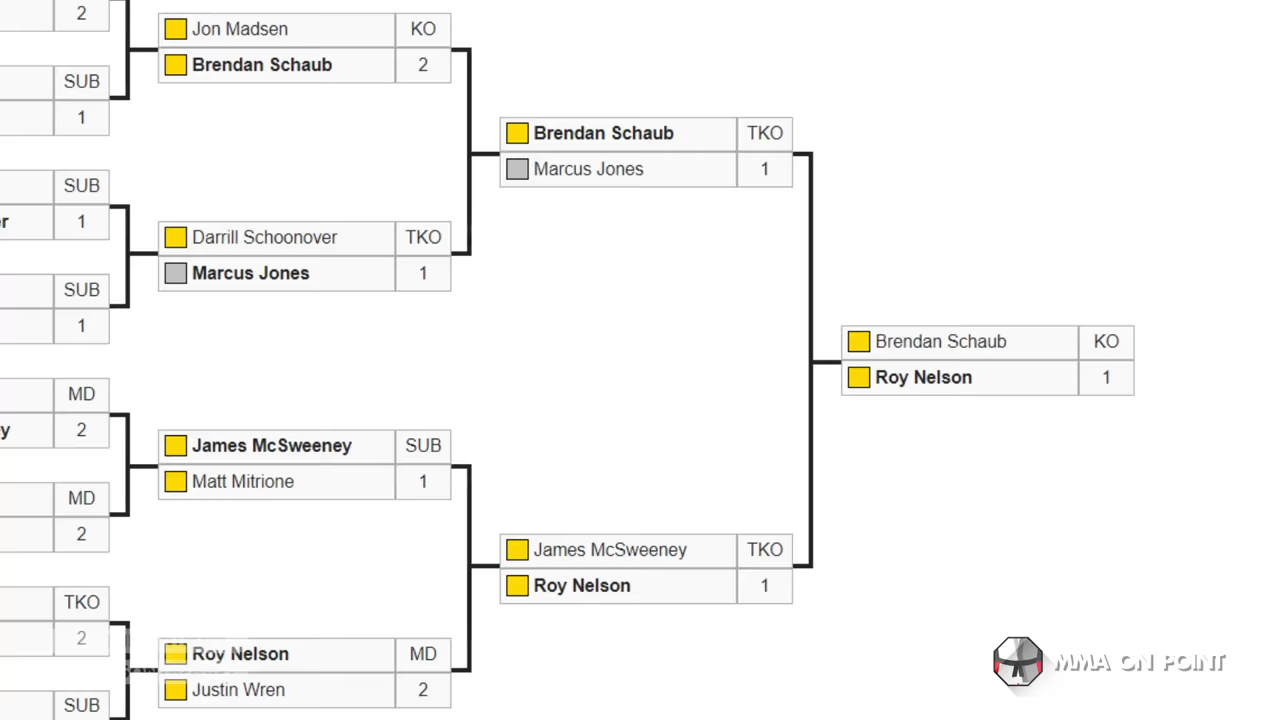 2
SUB
1
SUB
er 1
SUB
1
MD
y 2
MD
2
TKO
2
SUB
Jon Madsen KO
Brendan Schaub 2
Darrill Schoonover TKO
Marcus Jones 1
James McSweeney SUB
Matt Mitrione 1
Roy Nelson MD
Justin Wren 2
Brendan Schaub TKO
Marcus Jones 1
James McSweeney TKO
Roy Nelson 1
Brendan Schaub KO
Roy Nelson 1
MMA ON POINT